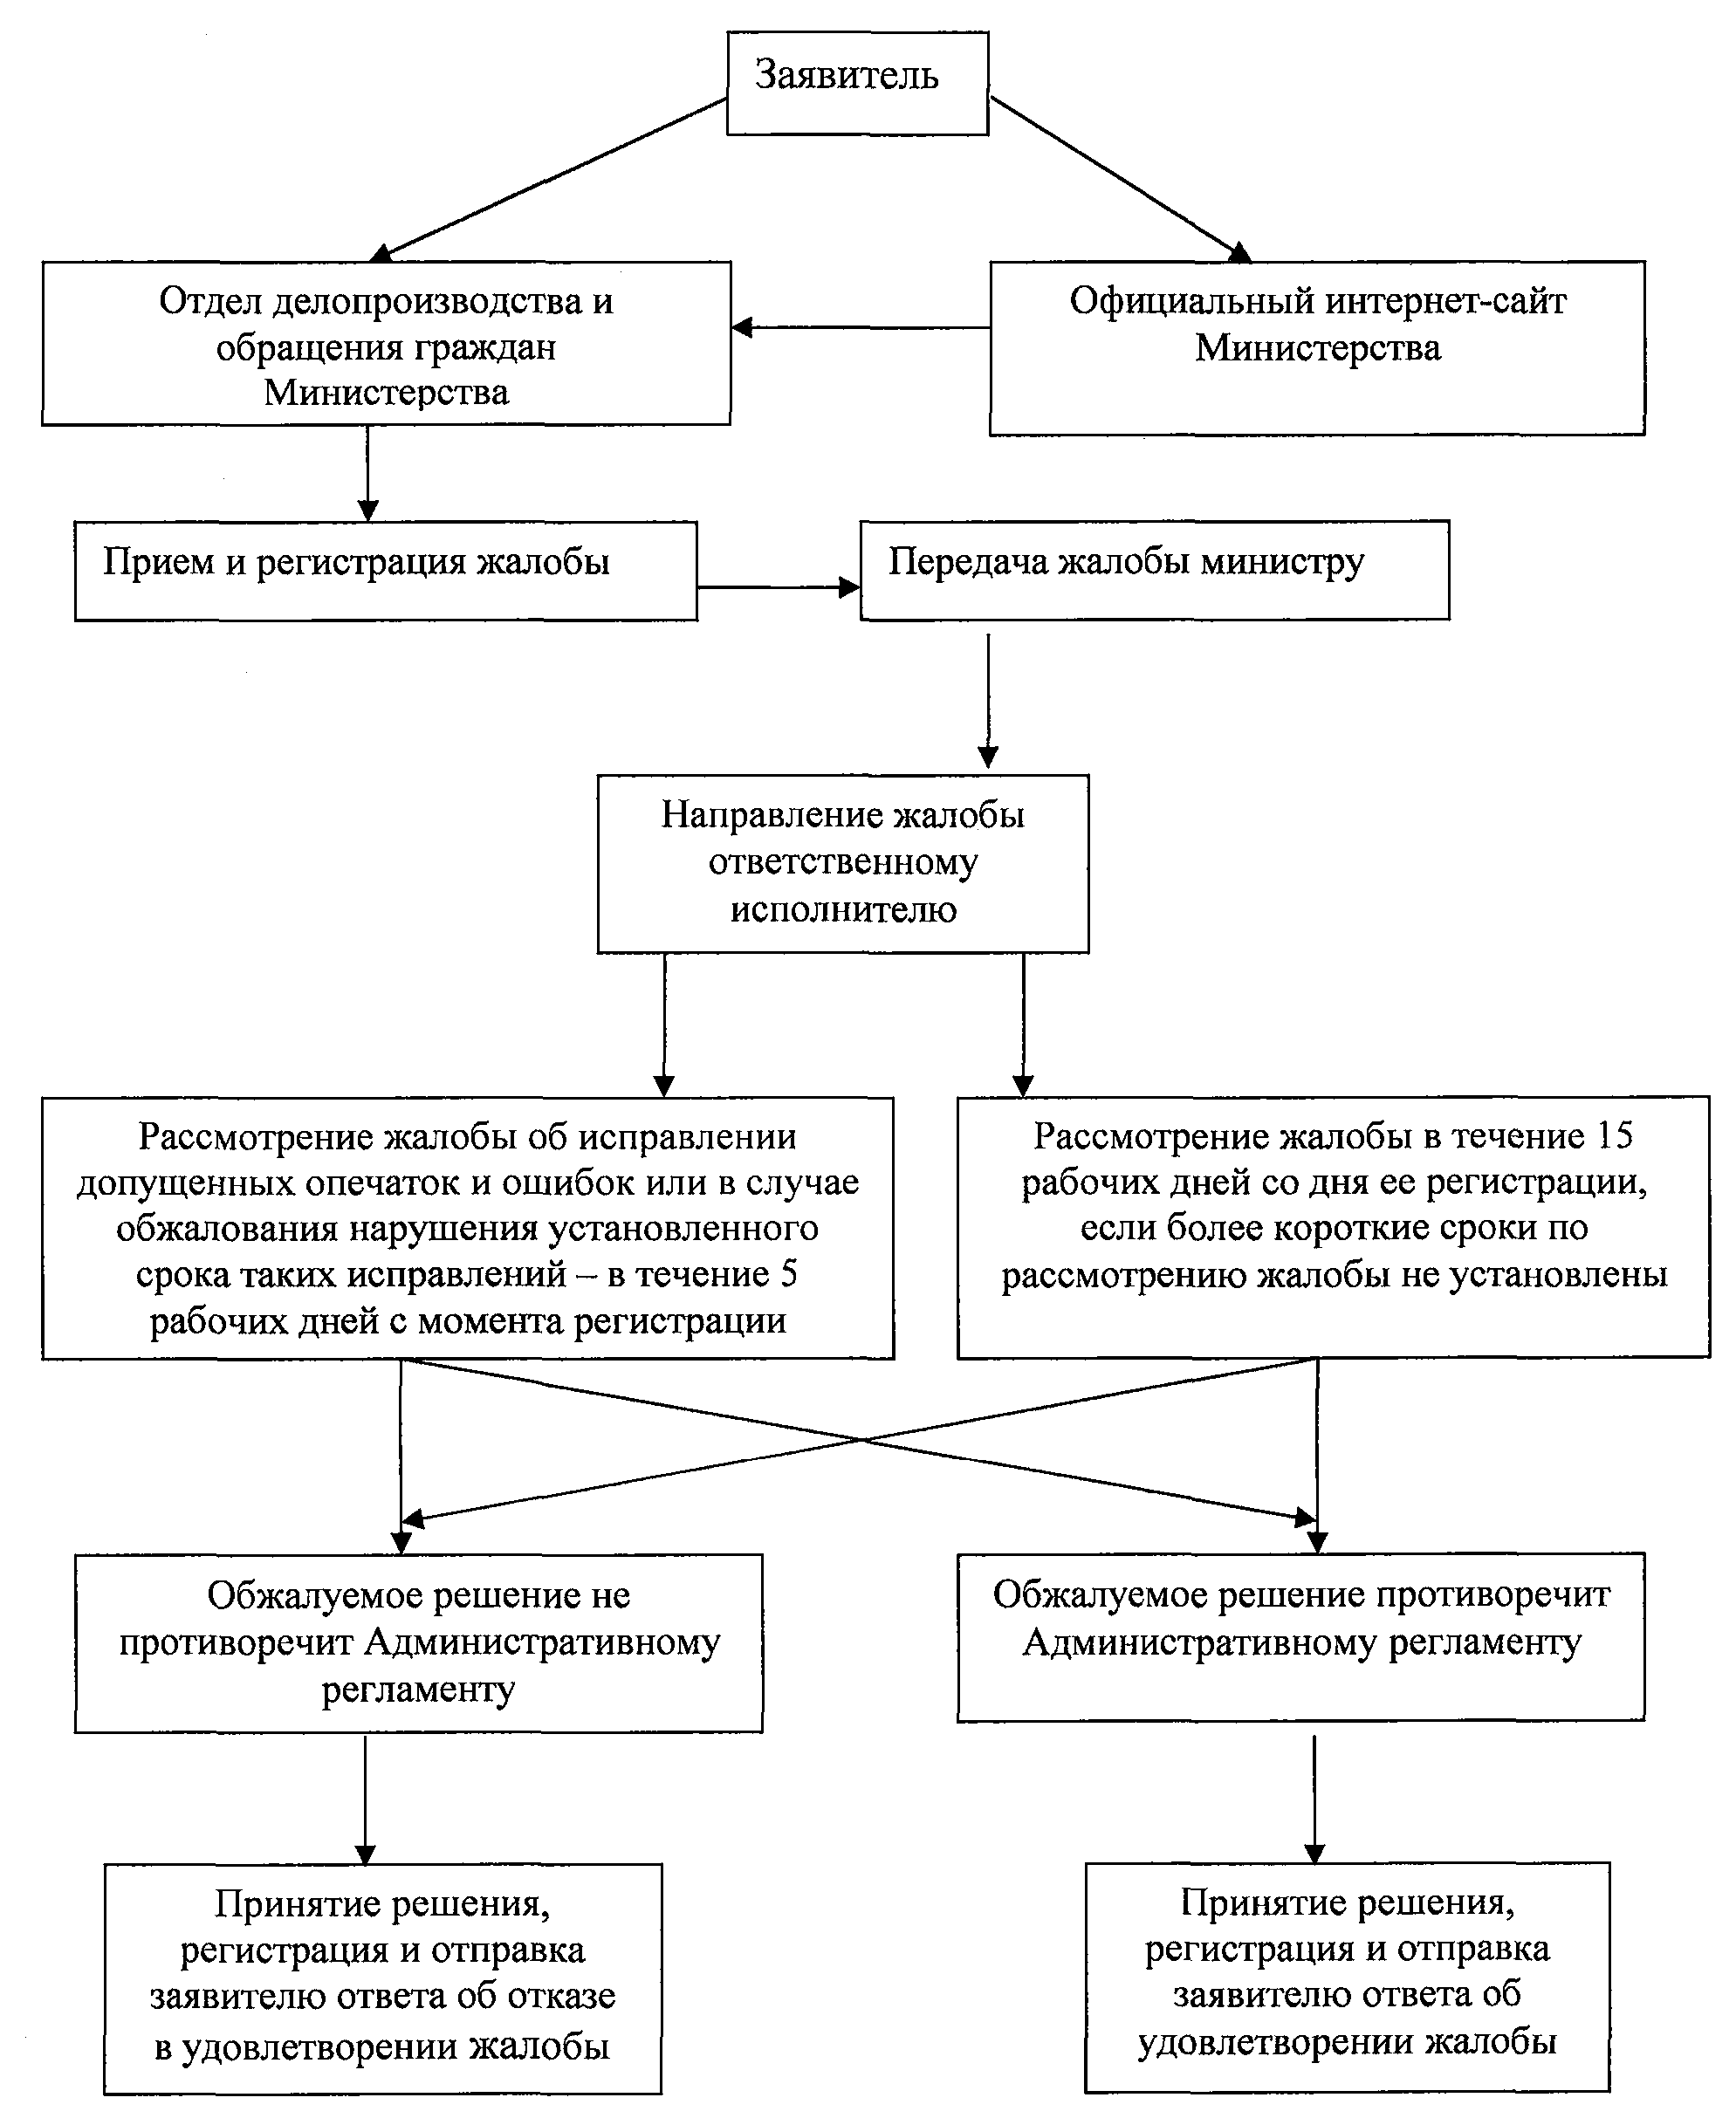 Заявитель
Отдел делопроизводства и
обращения граждан
Министерства
Официальный интернет-сайт
Министерства
Прием и регистрация жалобы
Передача жалобы министру
Направление жалобы
ответственному
исполнителю
Рассмотрение жалобы об исправлении
допущенных опечаток и ошибок или в случае
обжалования нарушения установленного
срока таких исправлений – в течение 5
рабочих дней с момента регистрации
Рассмотрение жалобы в течение 15
рабочих дней со дня ее регистрации,
если более короткие сроки по
рассмотрению жалобы не установлены
Обжалуемое решение не
противоречит Административному
регламенту
Обжалуемое решение противоречит
Административному регламенту
Принятие решения,
регистрация и отправка
заявителю ответа об отказе
в удовлетворении жалобы
Принятие решения,
регистрация и отправка
заявителю ответа об
удовлетворении жалобы